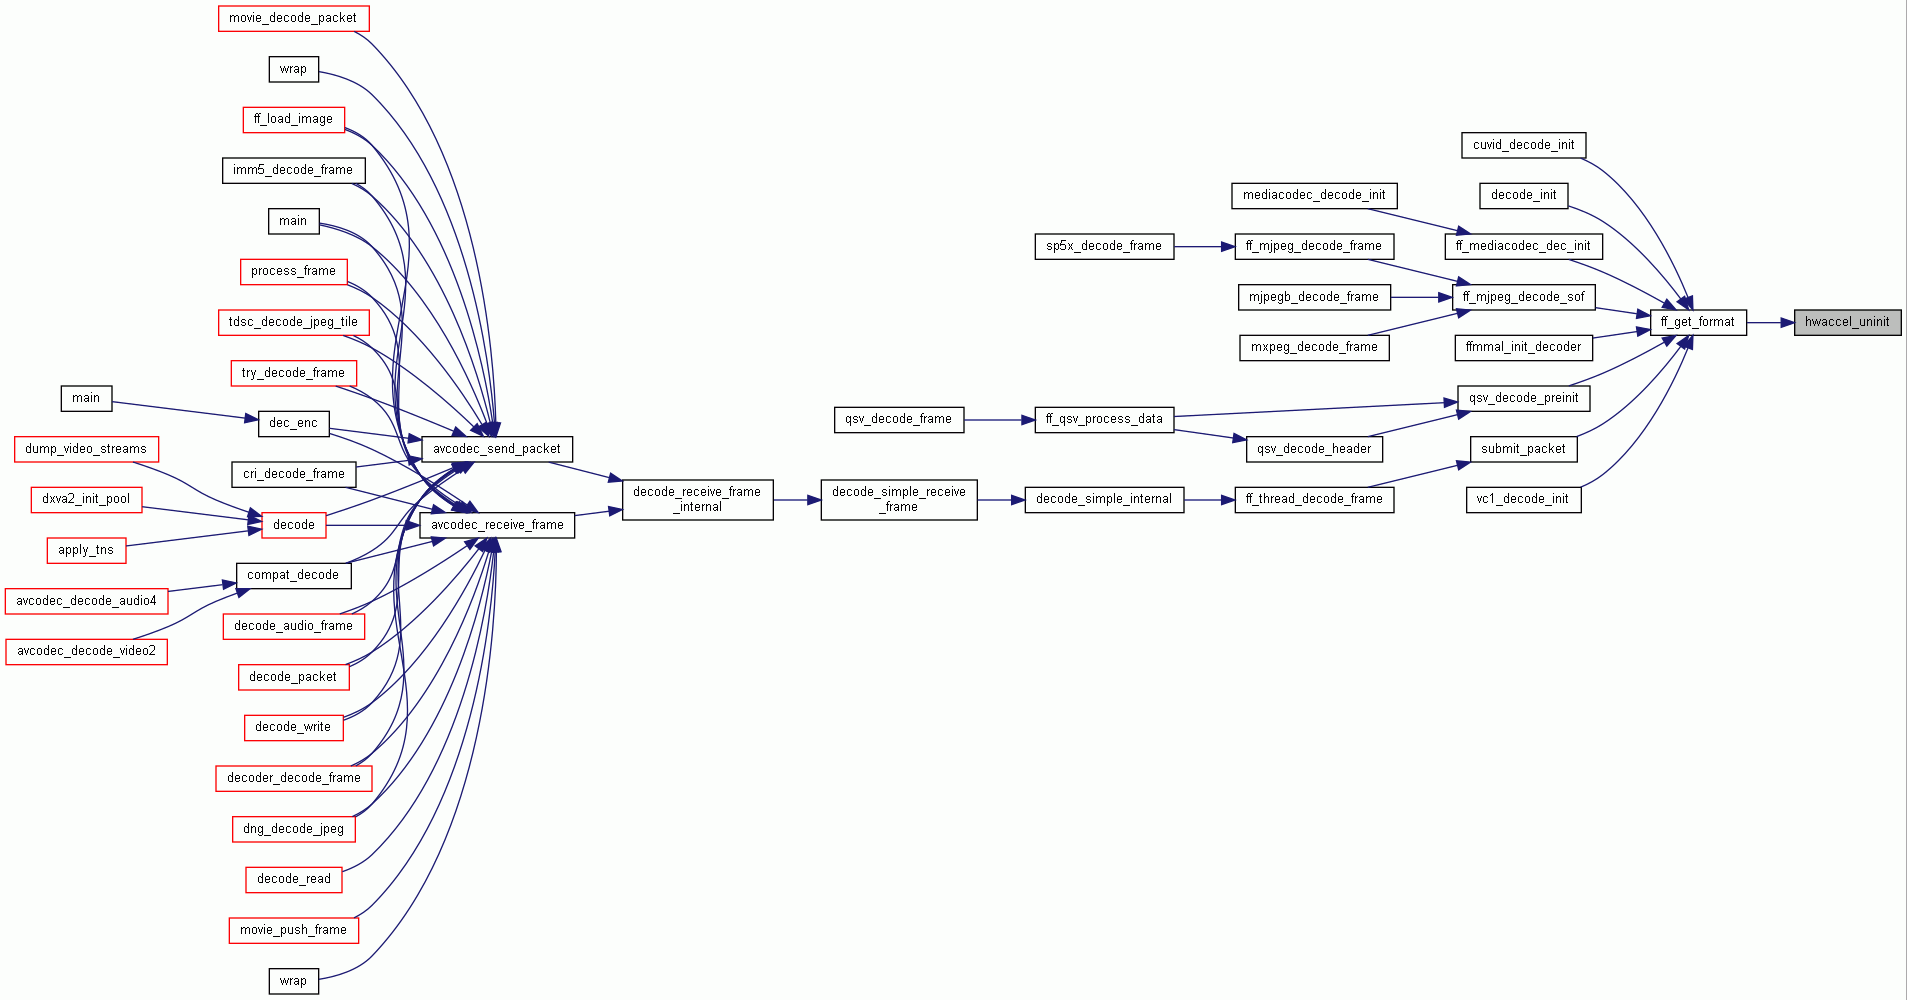 movie_decode_packet
wrap
ff_load_image
imm5_decode_frame
main
process_frame
tdsc_decode_jpeg_tile
try_decode_frame
main
dec_enc
dump_video_streams
cri_decode_frame
dxva2_init_pool
decode
apply_tns
compat_decode
avcodec_decode_audio4
decode_audio_frame
avcodec_decode_video2
decode_packet
decode_write
decoder_decode_frame
dng_decode_jpeg
decode_read
movie_push_frame
wrap
avcodec_send_packet
avcodec_receive_frame
decode_receive_frame
_internal
decode_simple_receive
_frame
decode_simple_internal
qsv_decode_frame
sp5x_decode_frame
ff_qsv_process_data
mediacodec_decode_init
ff_mjpeg_decode_frame
mjpegb_decode_frame
mxpeg_decode_frame
qsv_decode_header
ff_thread_decode_frame
cuvid_decode_init
decode_init
ff_mediacodec_dec_init
ff_mjpeg_decode_sof
ffmmal_init_decoder
qsv_decode_preinit
submit_packet
vc1_decode_init
ff_get_format
hwaccel_uninit